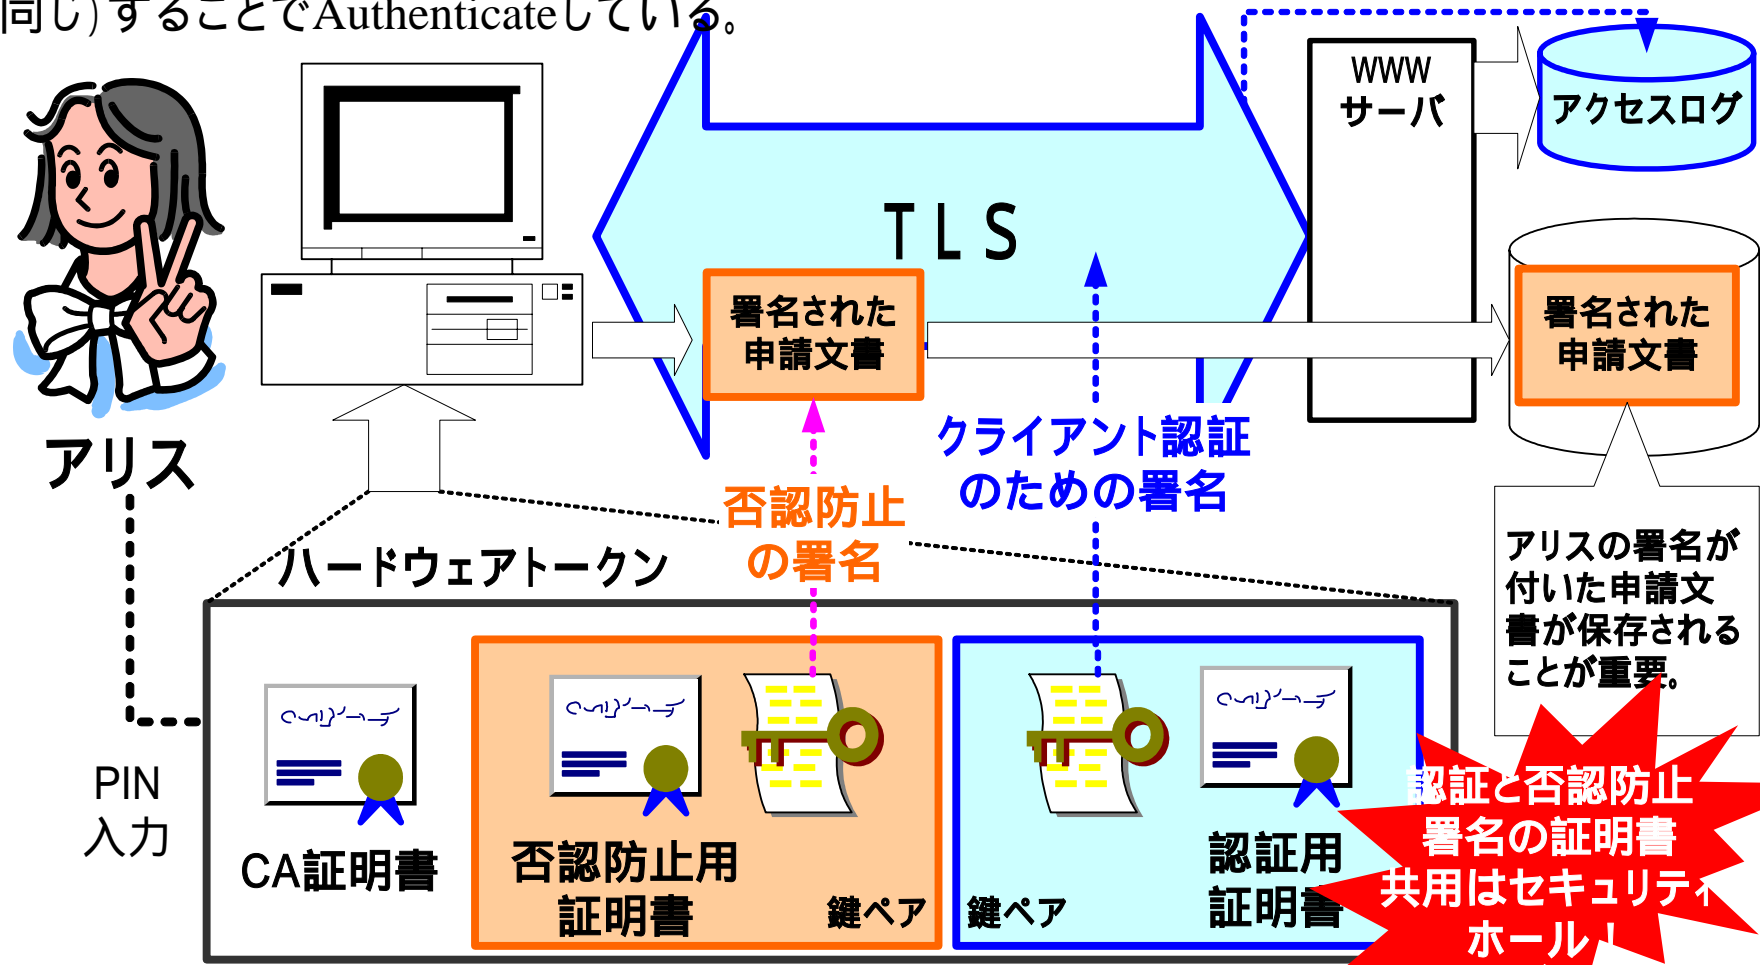 同じ)することでAuthenticateしている。
WWW
サーバ
アクセスログ
TLS
署名された
申請文書
署名された
申請文書
アリス
クライアント認証
のための署名
否認防止
の署名
ハードウェアトークン
アリスの署名が
付いた申請文
書が保存される
ことが重要。
PIN
入力
CA証明書
否認防止用
証明書
鍵ペア
鍵ペア
認証用
証明書
認証と否認防止
署名の証明書
共用はセキュリティ
ホール!